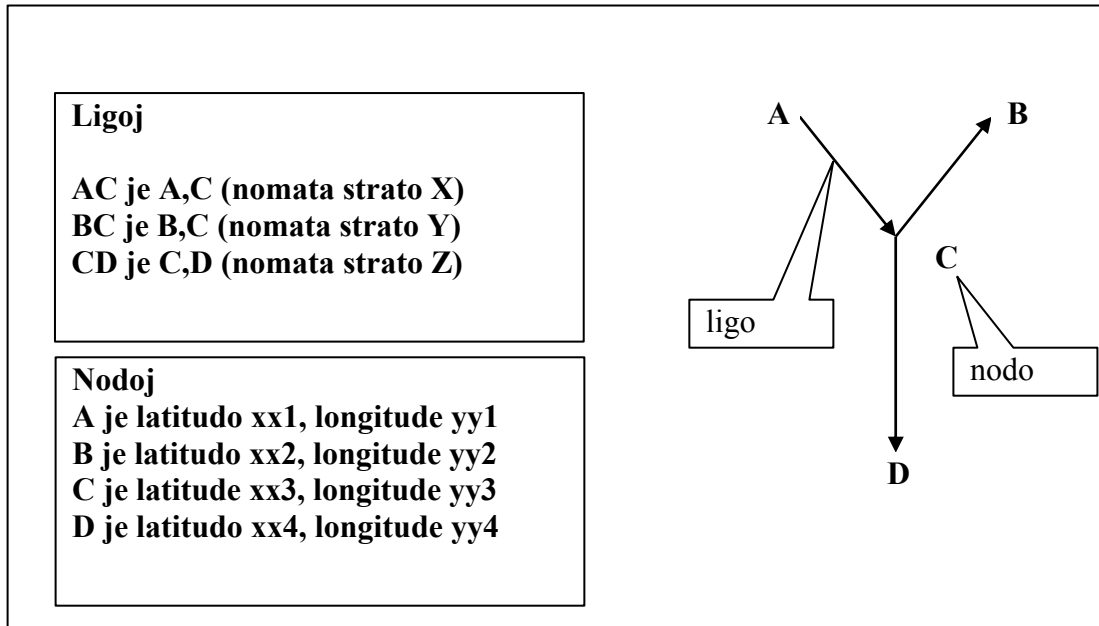 Ligoj
AC je A,C (nomata strato X)
BC je B,C (nomata strato Y)
CD je C,D (nomata strato Z)
Nodoj
A je latitudo xx1, longitude yy1
B je latitudo xx2, longitude yy2
C je latitude xx3, longitude yy3
D je latitudo xx4, longitude yy4
A
B
C
ligo
nodo
D